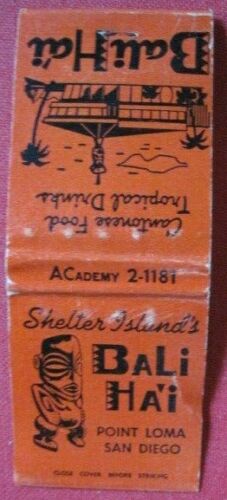 Bali Ha'i
Cantonese Food
Tropical Drinks
ACADEMY 2-1181
Shelter Island's
BALI
HA'I
POINT LOMA
SAN DIEGO
CLOSE COVER BEFORE STRIKING